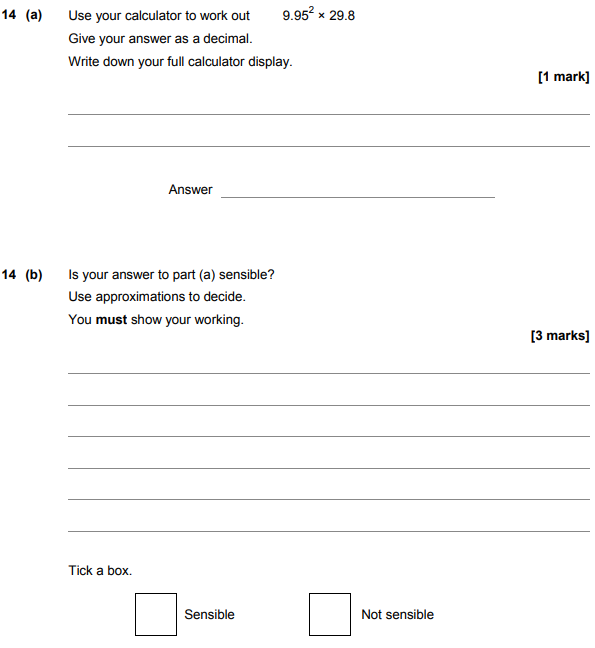 14 (a) Use your calculator to work out 9.95² × 29.8
Give your answer as a decimal.
Write down your full calculator display.
[1 mark]
Answer
14 (b) Is your answer to part (a) sensible?
Use approximations to decide.
You must show your working.
[3 marks]
Tick a box.
Sensible Not sensible